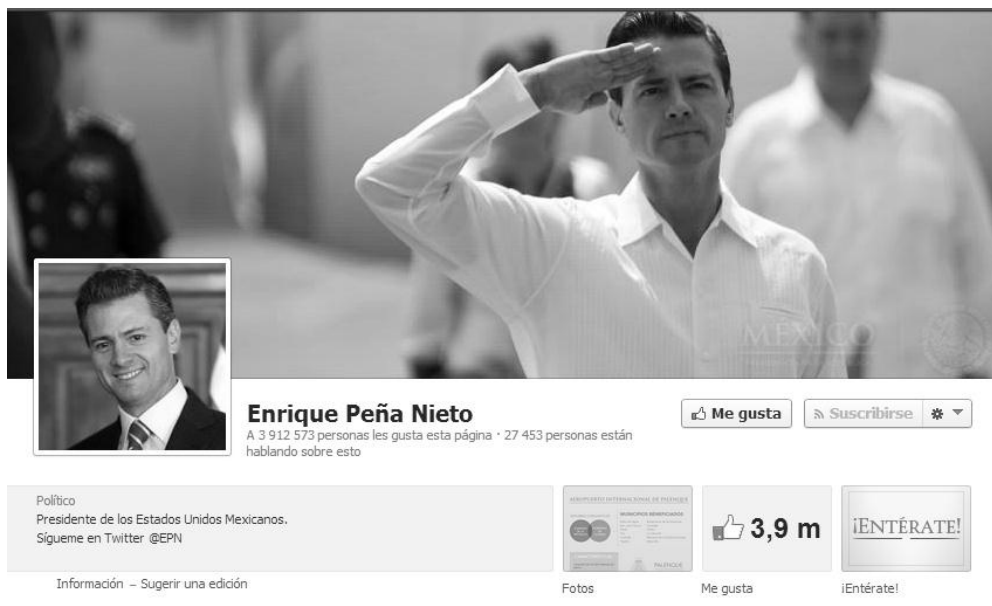 MÉXICO
Enrique Peña Nieto
A 3 912 573 personas les gusta esta página · 27 453 personas están
hablando sobre esto
Me gusta
Suscribirse
Político
Presidente de los Estados Unidos Mexicanos.
Sígueme en Twitter @EPN
Información – Sugerir una edición
AEROPUERTO INTERNACIONAL DE PALENQUE
MUNICIPIOS BENEFICIADOS
PALENQUE
3,9 m
¡ENTÉRATE!
Fotos
Me gusta
¡Entérate!